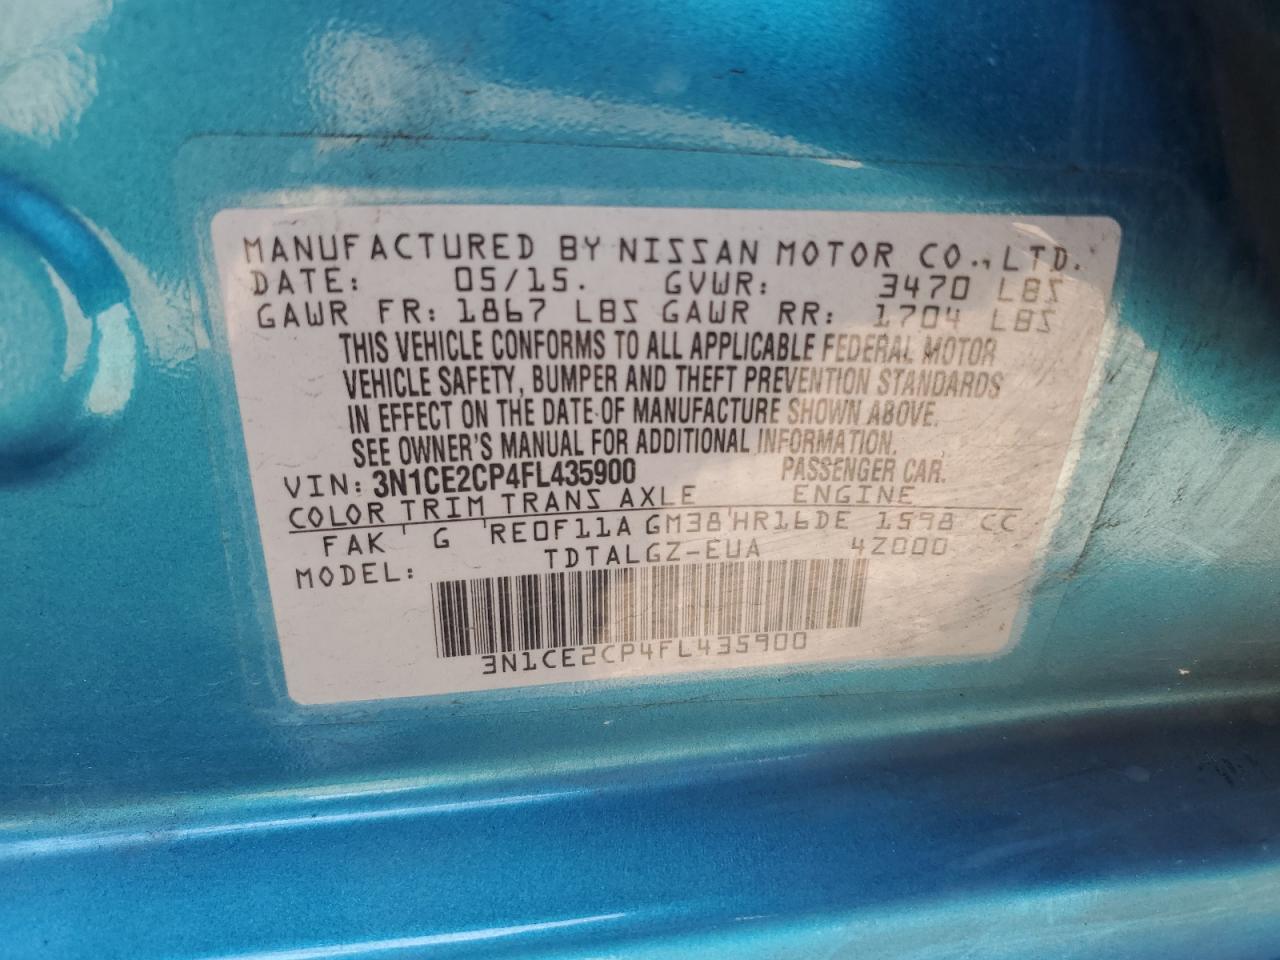 MANUFACTURED BY NISSAN MOTOR CO., LTD.
DATE: 05/15. GVWR: 3470 LBS
GAWR FR: 1867 LBS GAWR RR: 1704 LBS
THIS VEHICLE CONFORMS TO ALL APPLICABLE FEDERAL MOTOR
VEHICLE SAFETY, BUMPER AND THEFT PREVENTION STANDARDS
IN EFFECT ON THE DATE OF MANUFACTURE SHOWN ABOVE.
SEE OWNER'S MANUAL FOR ADDITIONAL INFORMATION.
VIN: 3N1CE2CP4FL435900 PASSENGER CAR.
COLOR TRIM TRANS AXLE ENGINE
FAK G RE0F11A GM38 HR16DE 1598 CC
MODEL: TDTALGZ-EUA 4Z000
3N1CE2CP4FL435900